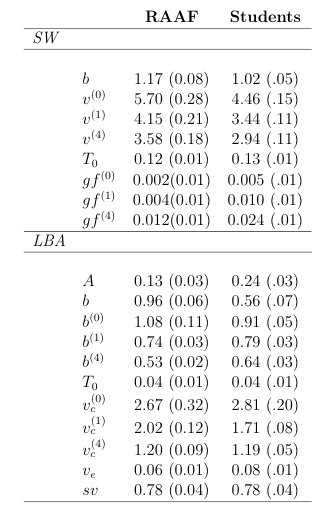 RAAF Students
SW
b 1.17 (0.08) 1.02 (.05)
v(0) 5.70 (0.28) 4.46 (.15)
v(1) 4.15 (0.21) 3.44 (.11)
v(4) 3.58 (0.18) 2.94 (.11)
T0 0.12 (0.01) 0.13 (.01)
gf(0) 0.002(0.01) 0.005 (.01)
gf(1) 0.004(0.01) 0.010 (.01)
gf(4) 0.012(0.01) 0.024 (.01)
LBA
A 0.13 (0.03) 0.24 (.03)
b 0.96 (0.06) 0.56 (.07)
b(0) 1.08 (0.11) 0.91 (.05)
b(1) 0.74 (0.03) 0.79 (.03)
b(4) 0.53 (0.02) 0.64 (.03)
T0 0.04 (0.01) 0.04 (.01)
vc(0) 2.67 (0.32) 2.81 (.20)
vc(1) 2.02 (0.12) 1.71 (.08)
vc(4) 1.20 (0.09) 1.19 (.05)
ve 0.06 (0.01) 0.08 (.01)
sv 0.78 (0.04) 0.78 (.04)